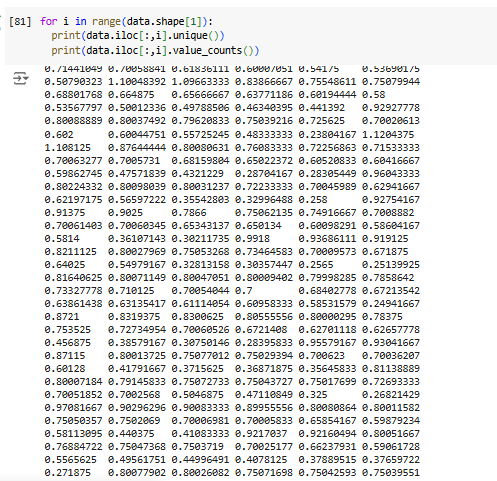 [81] for i in range(data.shape[1]):
print(data.iloc[:,i].unique())
print(data.iloc[:,i].value_counts())
0.71441049 0.70058841 0.61836111 0.60007051 0.54175 0.53690175
0.50790323 1.10048392 1.09663333 0.83866667 0.75548611 0.75079944
0.68801768 0.664875 0.65666667 0.63771186 0.60194444 0.58
0.53567797 0.50012336 0.49788506 0.46340395 0.441392 0.92927778
0.80088889 0.80037492 0.79620833 0.75039216 0.725625 0.70020613
0.602 0.60044751 0.55725245 0.48333333 0.23804167 1.1204375
1.108125 0.87644444 0.80080631 0.76083333 0.72256863 0.71533333
0.70063277 0.7005731 0.68159804 0.65022372 0.60520833 0.60416667
0.59862745 0.47571839 0.4321229 0.28704167 0.28305449 0.96043333
0.80224332 0.80098039 0.80031237 0.72233333 0.70045989 0.62941667
0.62197175 0.56597222 0.35542803 0.32996488 0.258 0.92754167
0.91375 0.9025 0.7866 0.75062135 0.74916667 0.7008882
0.70061403 0.70060345 0.65343137 0.650134 0.60098291 0.58604167
0.5814 0.36107143 0.30211735 0.9918 0.93686111 0.919125
0.8211125 0.80027969 0.75053268 0.73464583 0.70009573 0.671875
0.64025 0.54979167 0.32813158 0.30357447 0.2565 0.25139925
0.81640625 0.80071149 0.80047051 0.80009402 0.79998285 0.7858642
0.73327778 0.710125 0.70054044 0.7 0.68402778 0.67213542
0.63861438 0.63135417 0.61114054 0.60958333 0.58531579 0.24941667
0.8721 0.8319375 0.8300625 0.80555556 0.80000295 0.78375
0.753525 0.72734954 0.70060526 0.6721408 0.62701118 0.62657778
0.456875 0.38579167 0.30750146 0.28395833 0.95579167 0.93041667
0.87115 0.80013725 0.75077012 0.75029394 0.700623 0.70036207
0.60128 0.41791667 0.3715625 0.36871875 0.35645833 0.81138889
0.80007184 0.79145833 0.75072733 0.75043727 0.75017699 0.72693333
0.70051852 0.7002568 0.5046875 0.47110849 0.325 0.26821429
0.97081667 0.90296296 0.90083333 0.89955556 0.80080864 0.80011582
0.75050357 0.7502069 0.70006981 0.70005833 0.65854167 0.59879234
0.58113095 0.440375 0.41083333 0.9217037 0.92160494 0.80051667
0.76884722 0.75047368 0.7503719 0.70025177 0.66237931 0.59061728
0.5565625 0.49561751 0.44996491 0.4078125 0.37889515 0.37659722
0.271875 0.80077902 0.80026082 0.75071698 0.75042593 0.75039551